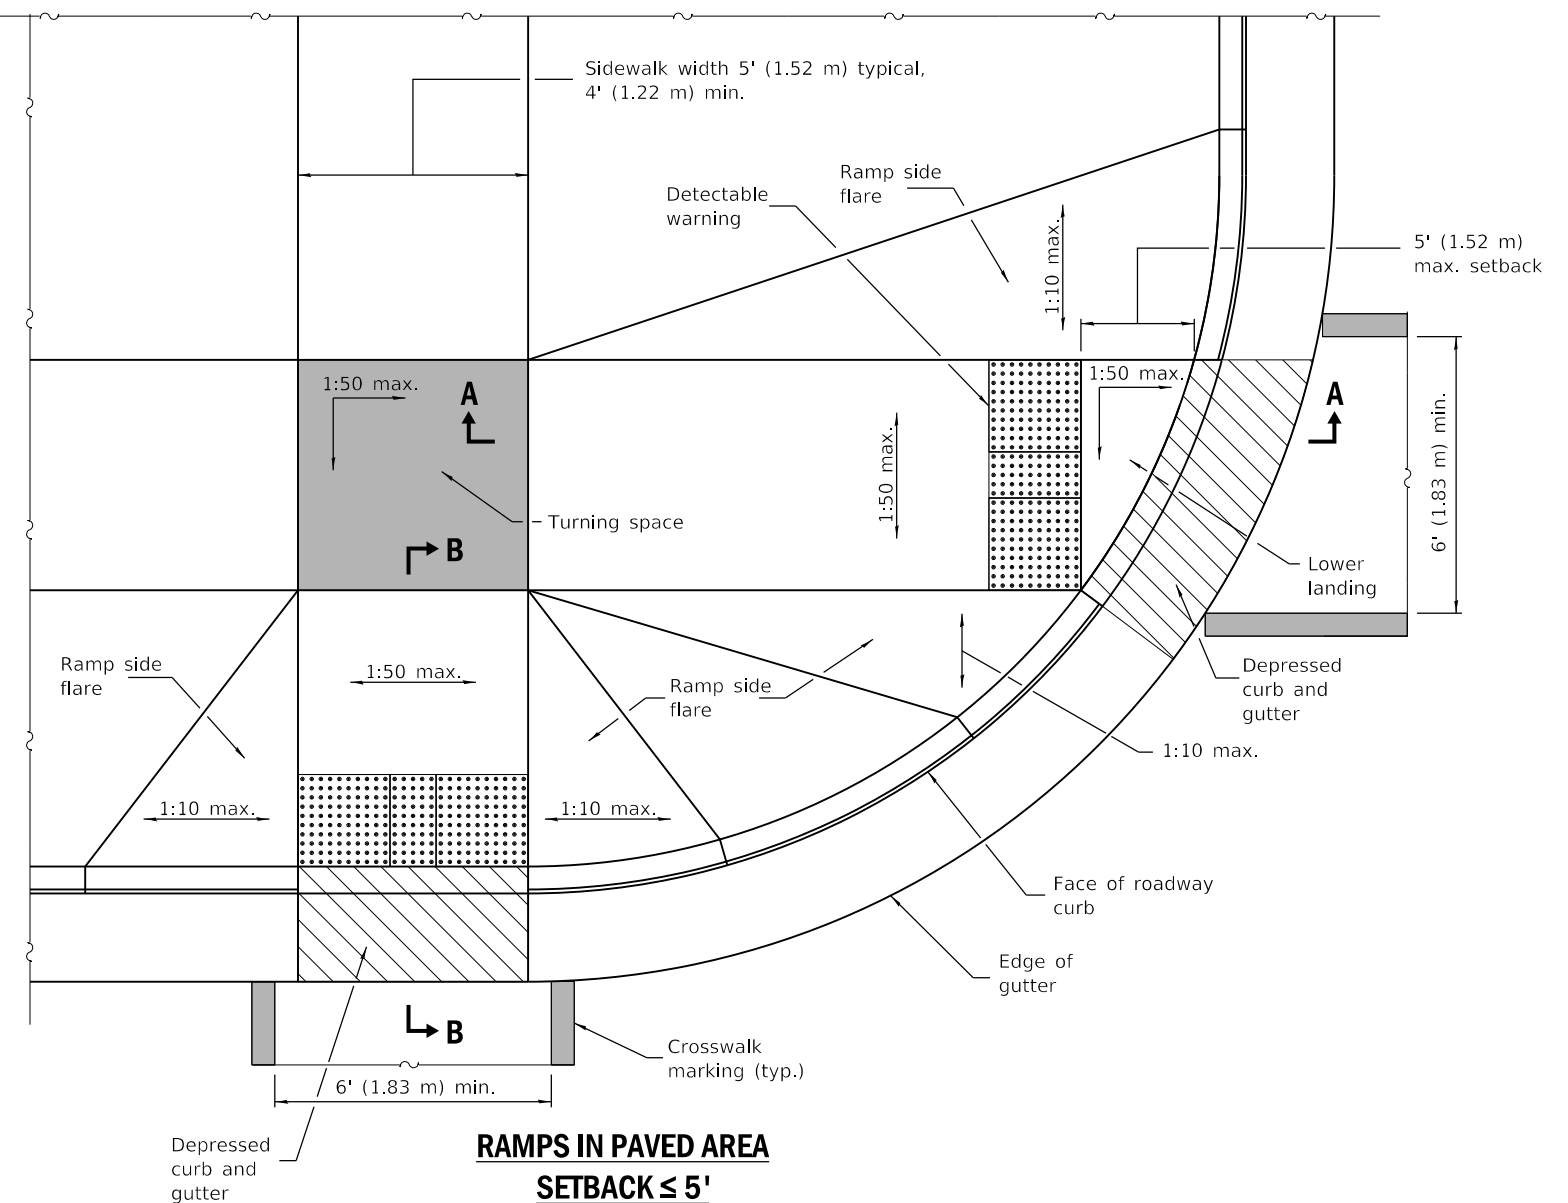 Sidewalk width 5' (1.52 m) typical,
4' (1.22 m) min.
Ramp side
flare
Detectable
warning
1:10 max.
5' (1.52 m)
max. setback
1:50 max.
A
1:50 max.
A
1:50 max.
6' (1.83 m) min.
Turning space
B
Lower
landing
Ramp side
flare
1:50 max.
Ramp side
flare
Depressed
curb and
gutter
1:10 max.
1:10 max.
1:10 max.
Face of roadway
curb
Edge of
gutter
B
Crosswalk
marking (typ.)
6' (1.83 m) min.
Depressed
curb and
gutter
RAMPS IN PAVED AREA
SETBACK ≤ 5'